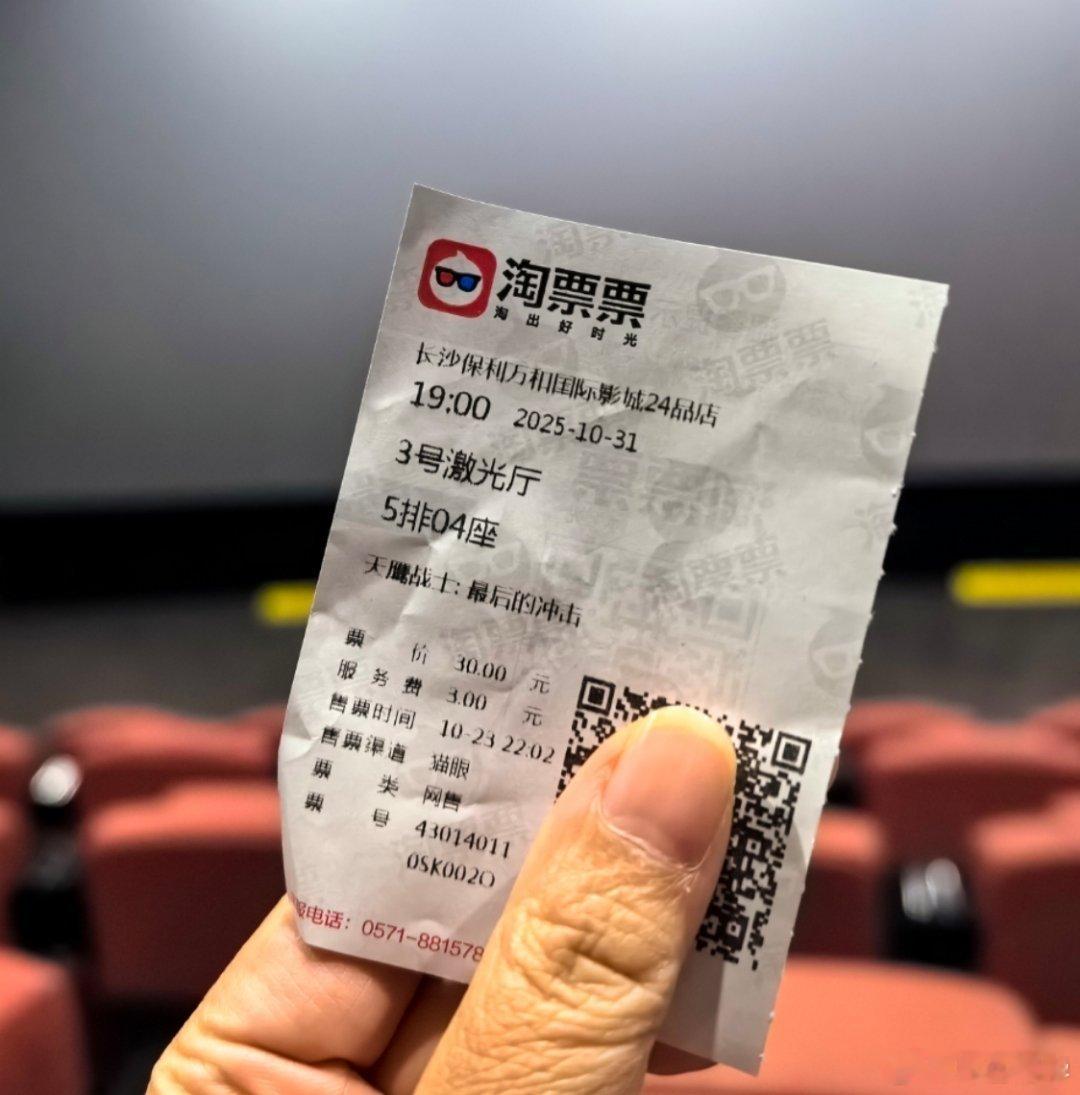 淘票票
淘出好时光
长沙保利万和国际影城24品店
19:00 2025-10-31
3号激光厅
5排04座
天鹰战士:最后的冲击
票价 30.00 元
服务费 3.00 元
售票时间 10-23 22:02
售票渠道 猫眼
票类 网售
票号 43014011
0SK002O
服电话：0571-881578